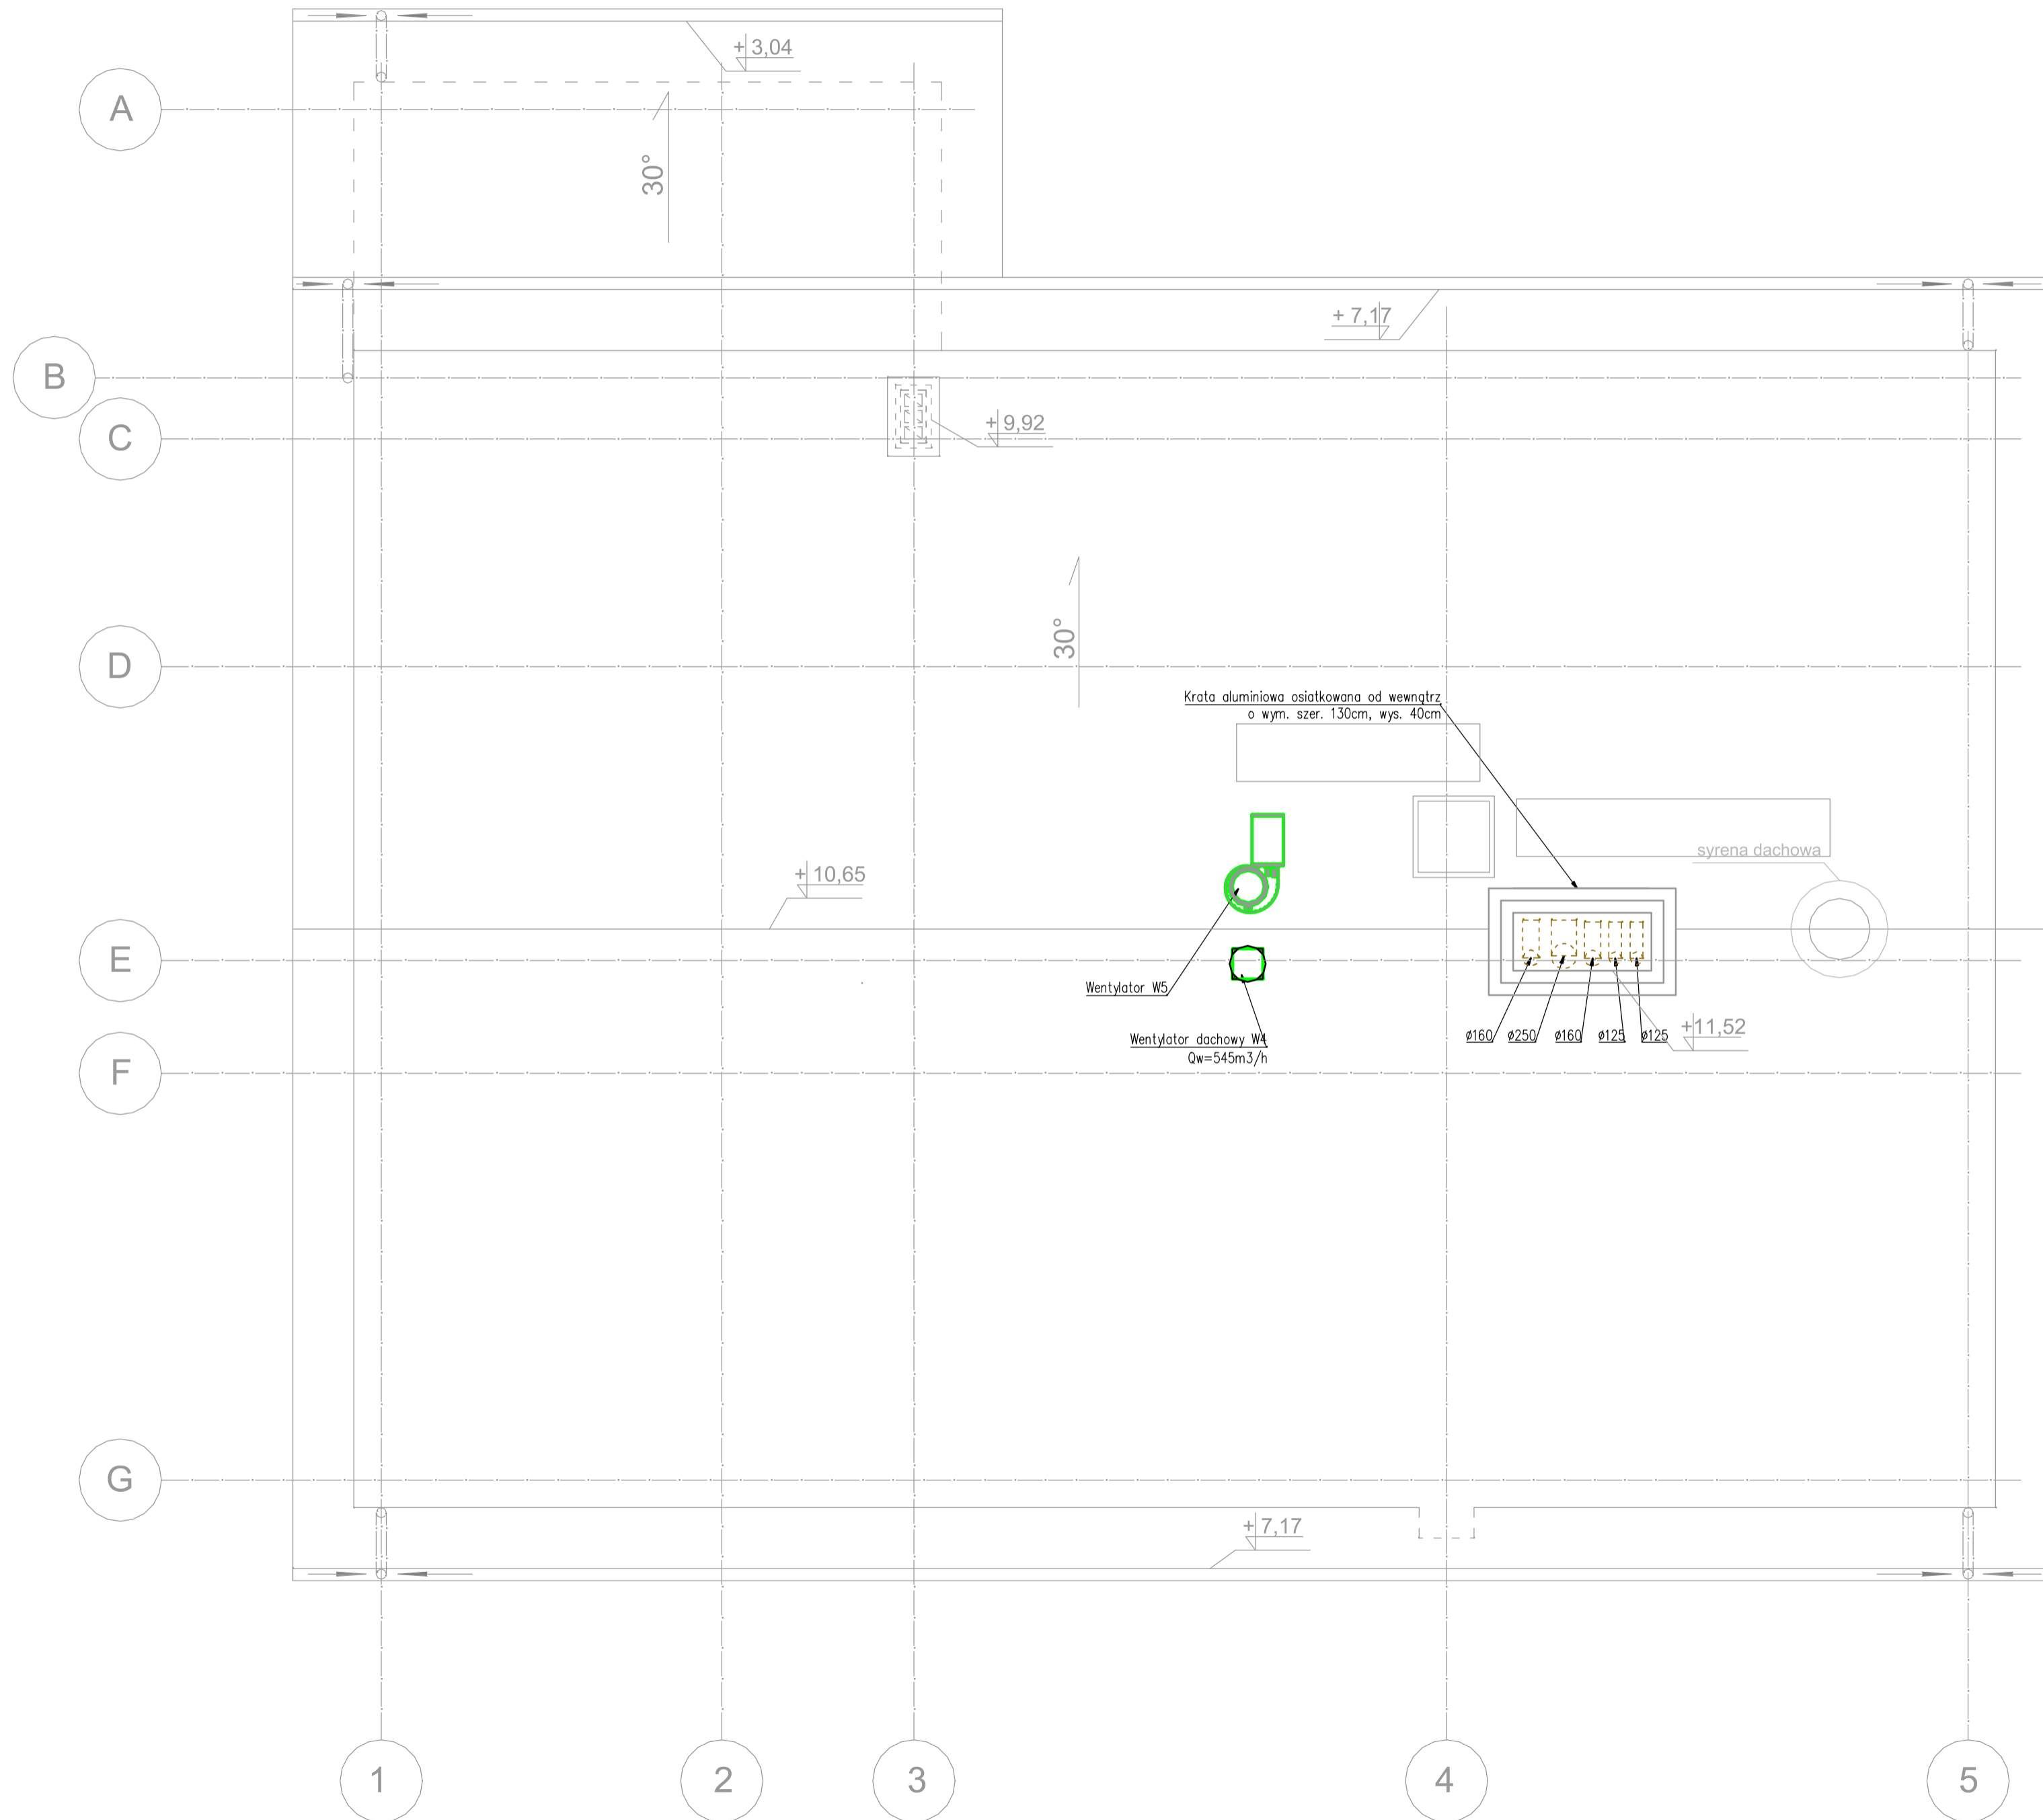 + 3,04
A
30°
+ 7,17
B
+ 9,92
C
30°
D
Krata aluminiowa osiatkowana od wewnątrz
o wym. szer. 130cm, wys. 40cm
syrena dachowa
+ 10,65
E
Wentylator W5
Wentylator dachowy W4
Qw=545m3/h
ø160
ø250
ø160
ø125
ø125
+11,52
F
G
+ 7,17
1
2
3
4
5